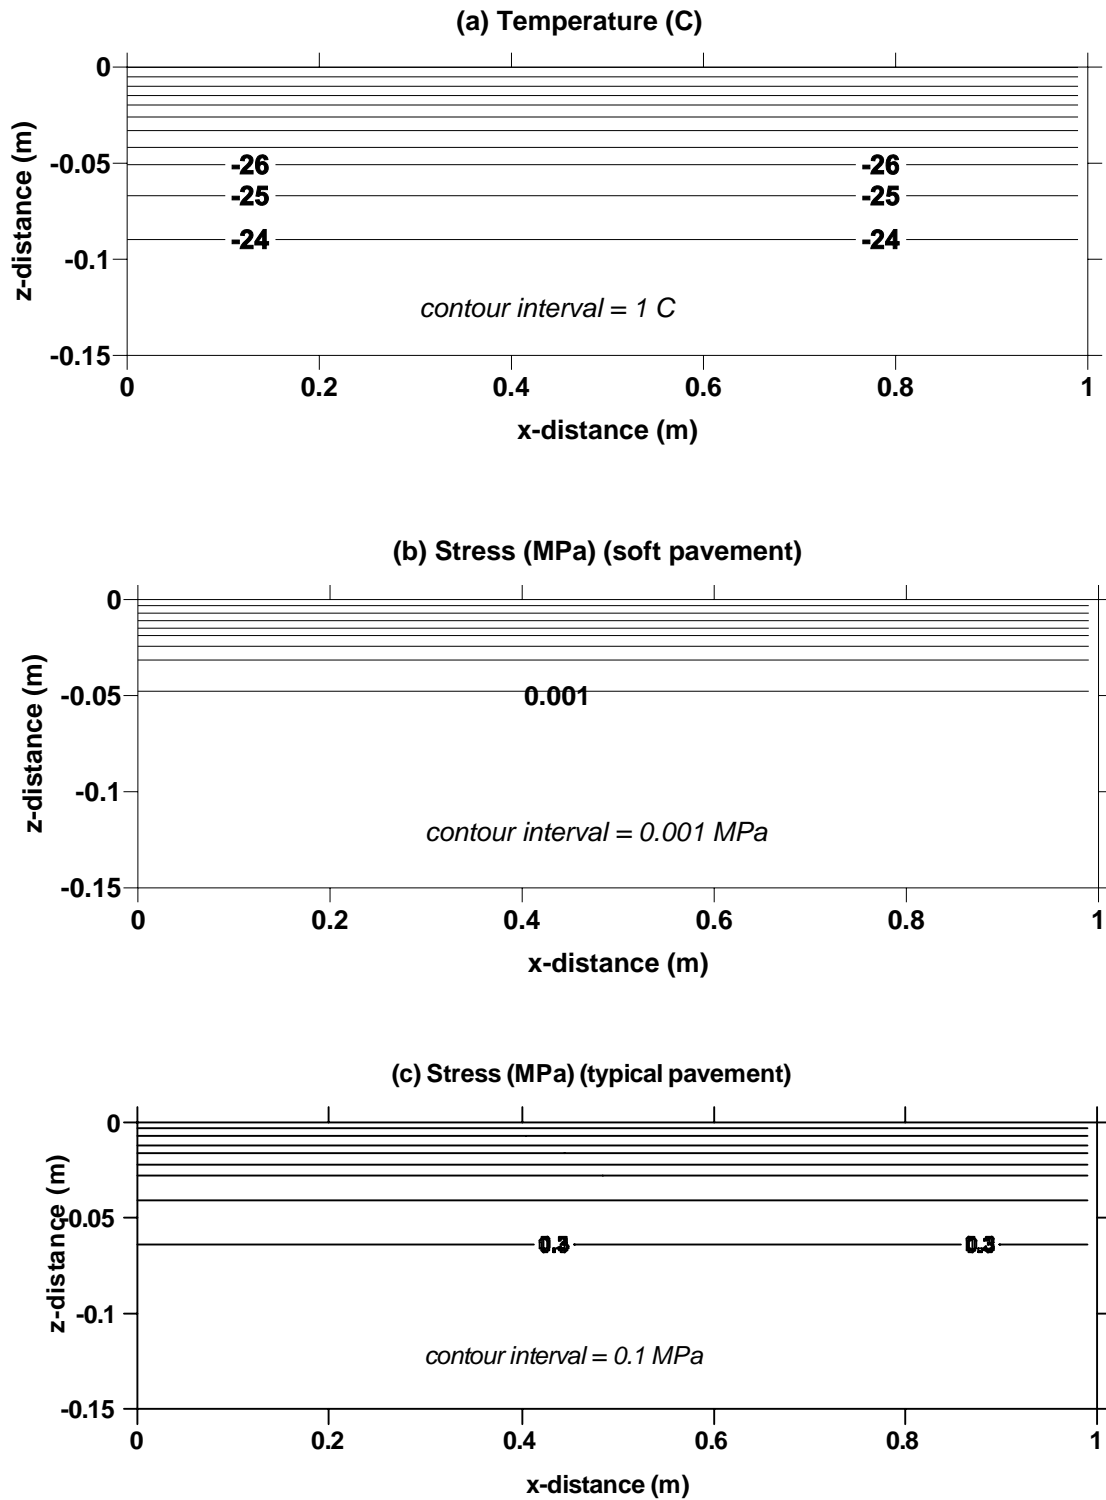 (a) Temperature (C)
0
-0.05
-0.1
-0.15
z-distance (m)
-26 -26
-25 -25
-24 -24
contour interval = 1 C
0 0.2 0.4 0.6 0.8 1
x-distance (m)
(b) Stress (MPa) (soft pavement)
0
-0.05
-0.1
-0.15
z-distance (m)
0.001
contour interval = 0.001 MPa
0 0.2 0.4 0.6 0.8 1
x-distance (m)
(c) Stress (MPa) (typical pavement)
0
-0.05
-0.1
-0.15
z-distance (m)
0.3 0.3
contour interval = 0.1 MPa
0 0.2 0.4 0.6 0.8 1
x-distance (m)